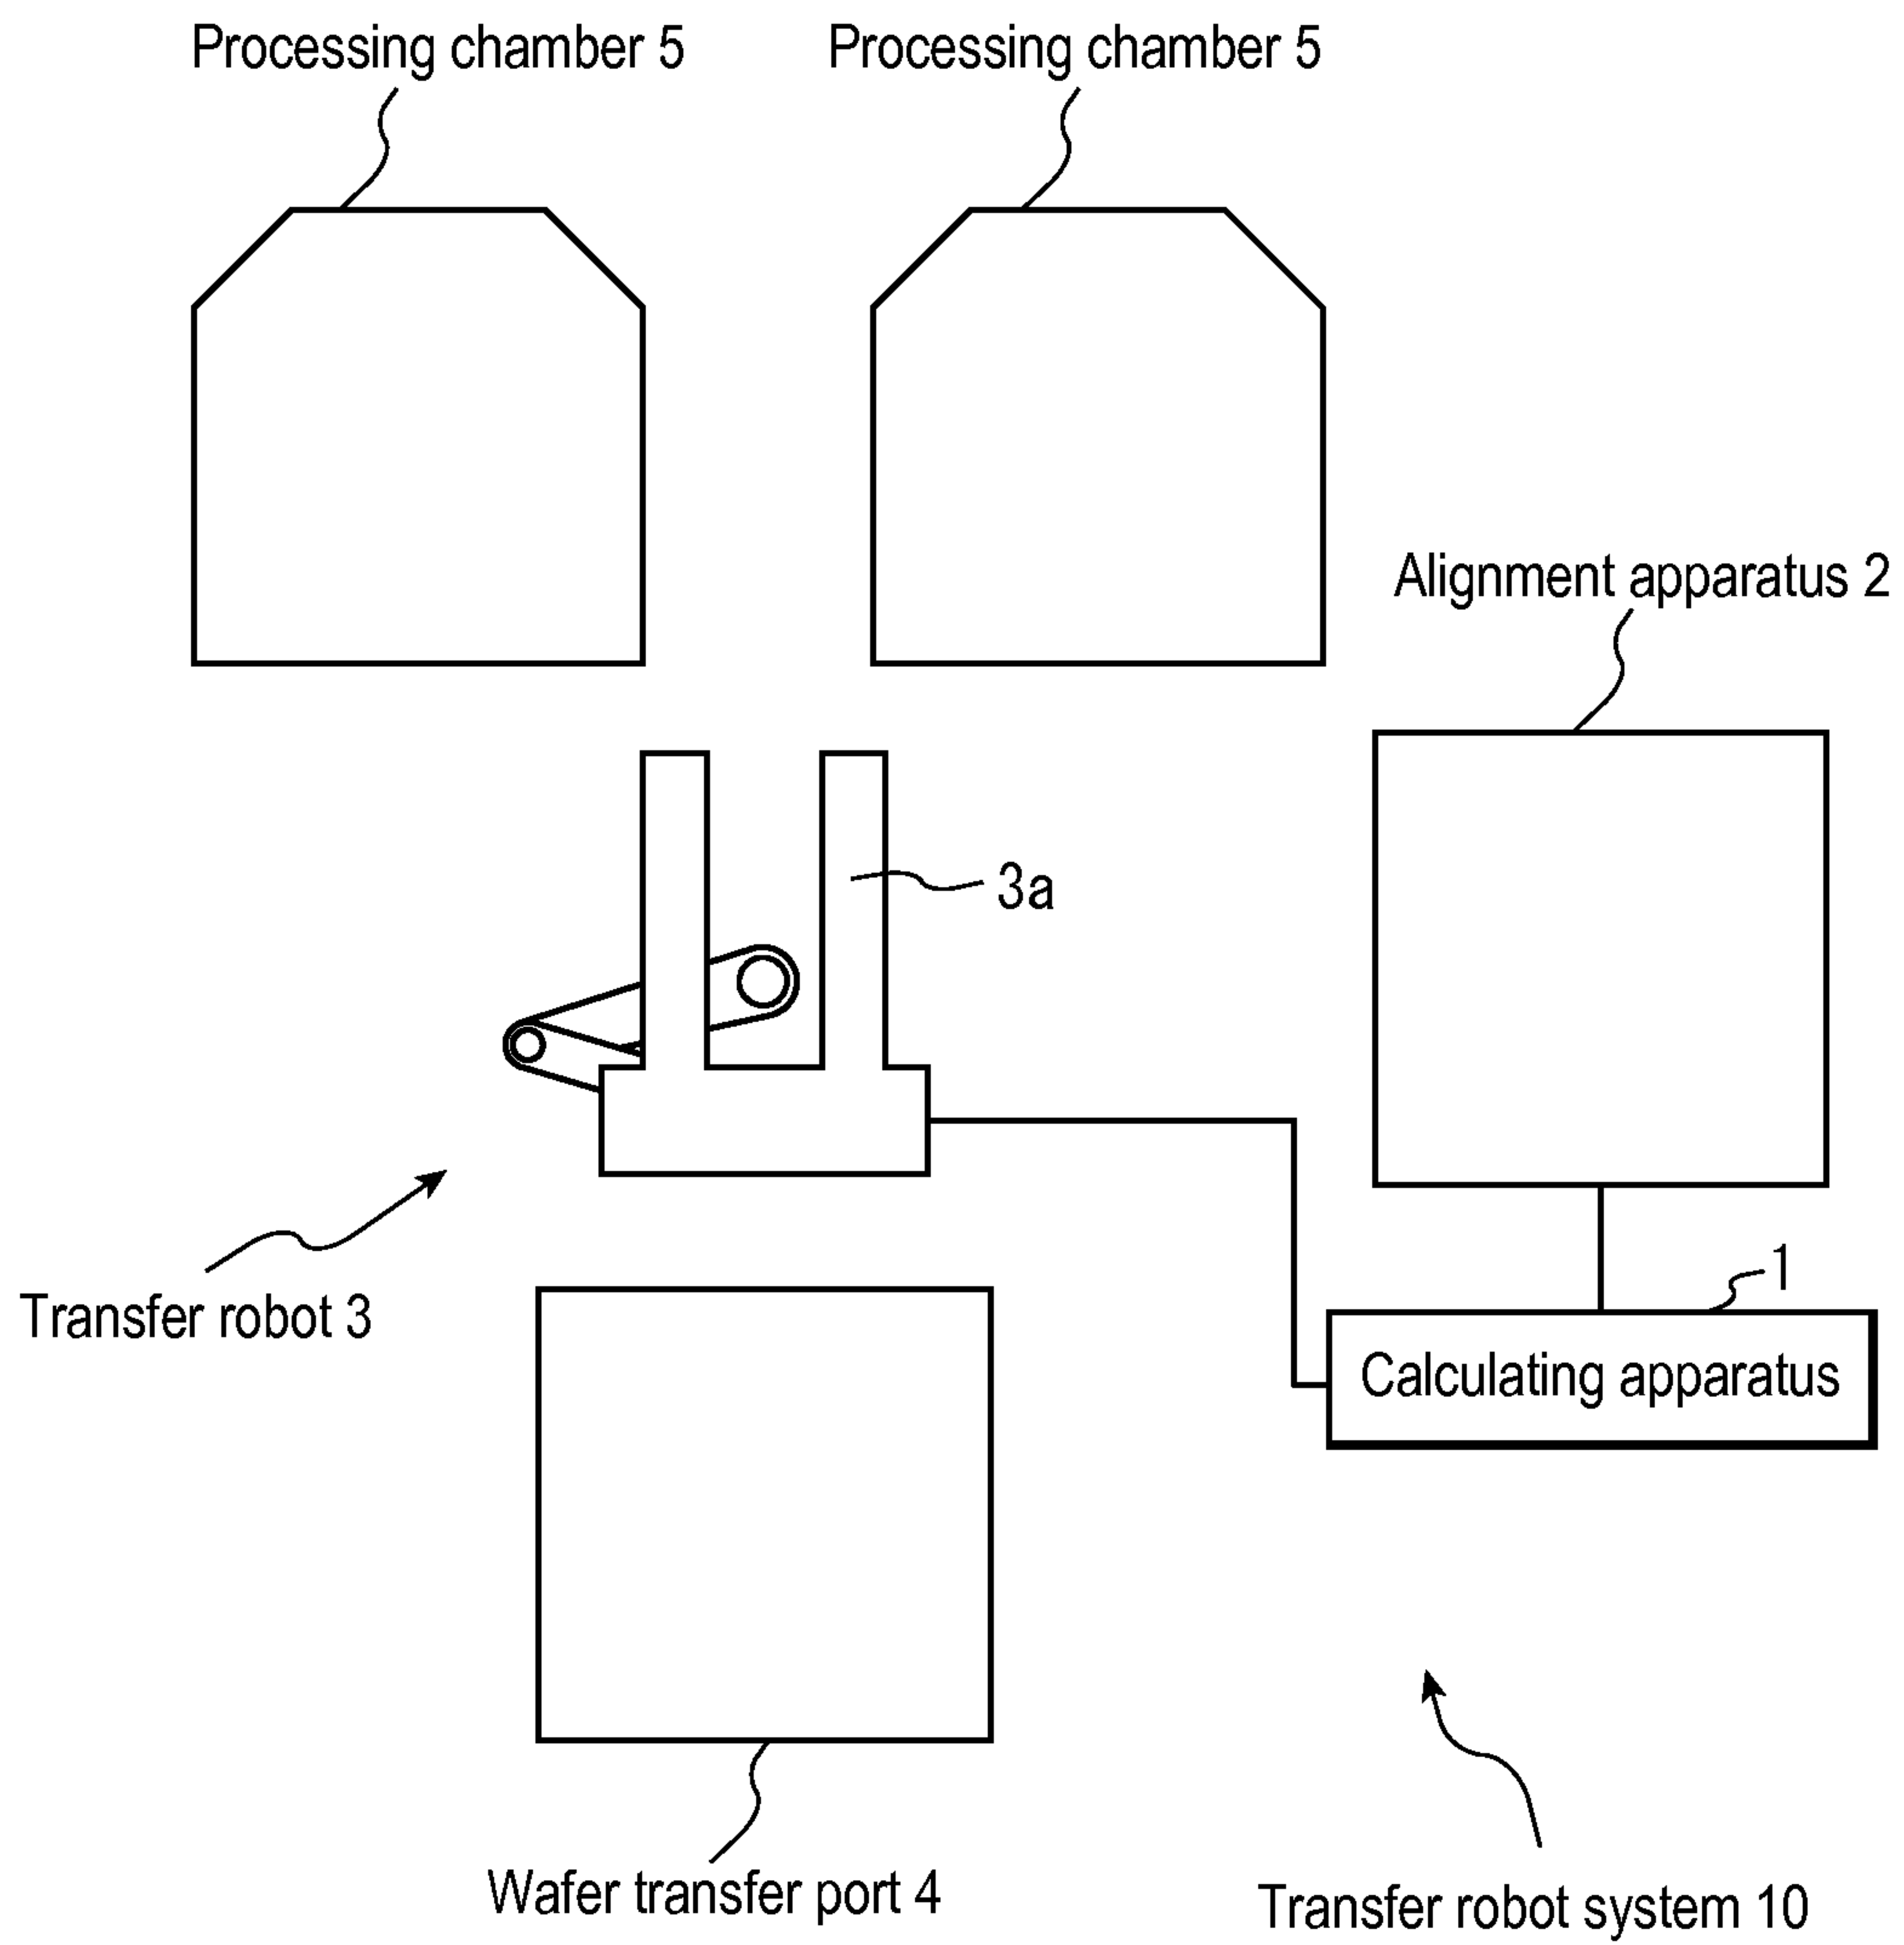 Processing chamber 5
Processing chamber 5
Alignment apparatus 2
3a
Transfer robot 3
1
Calculating apparatus
Wafer transfer port 4
Transfer robot system 10